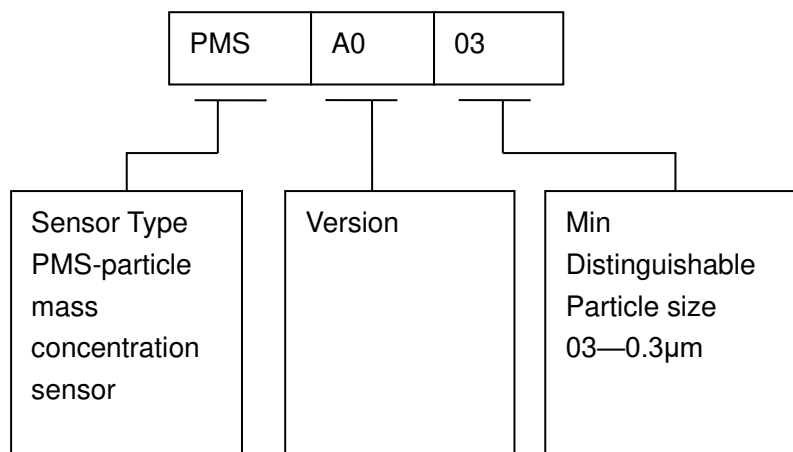 PMS A0 03
Sensor Type
PMS-particle
mass
concentration
sensor
Version
Min
Distinguishable
Particle size
03—0.3µm